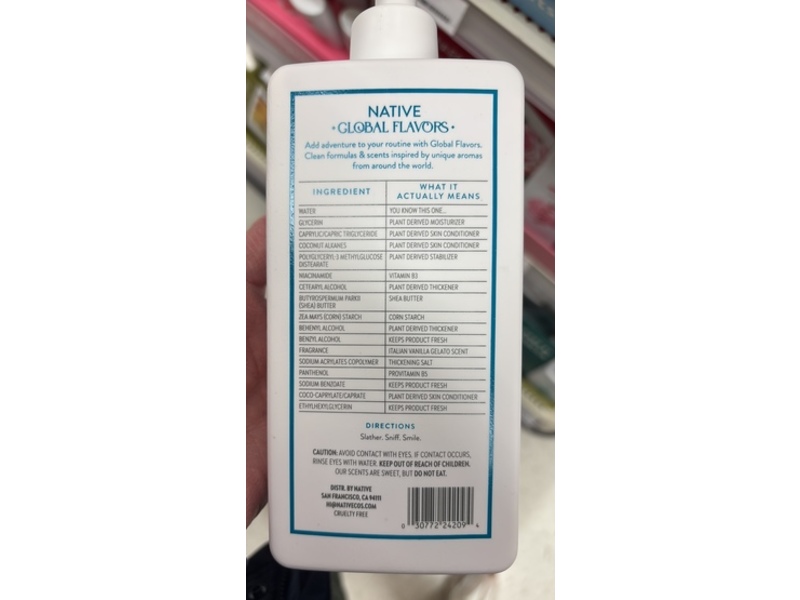 NATIVE
• GLOBAL FLAVORS •
Add adventure to your routine with Global Flavors.
Clean formulas & scents inspired by unique aromas
from around the world.
INGREDIENT WHAT IT ACTUALLY MEANS
WATER YOU KNOW THIS ONE...
GLYCERIN PLANT DERIVED MOISTURIZER
CAPRYLIC/CAPRIC TRIGLYCERIDE PLANT DERIVED SKIN CONDITIONER
COCONUT ALKANES PLANT DERIVED SKIN CONDITIONER
POLYGLYCERYL-3 METHYLGLUCOSE PLANT DERIVED STABILIZER
DISTEARATE
NIACINAMIDE VITAMIN B3
CETEARYL ALCOHOL PLANT DERIVED THICKENER
BUTYROSPERMUM PARKII SHEA BUTTER
(SHEA) BUTTER
ZEA MAYS (CORN) STARCH CORN STARCH
BEHENYL ALCOHOL PLANT DERIVED THICKENER
BENZYL ALCOHOL KEEPS PRODUCT FRESH
FRAGRANCE ITALIAN VANILLA GELATO SCENT
SODIUM ACRYLATES COPOLYMER THICKENING SALT
PANTHENOL PROVITAMIN B5
SODIUM BENZOATE KEEPS PRODUCT FRESH
COCO-CAPRYLATE/CAPRATE PLANT DERIVED SKIN CONDITIONER
ETHYLHEXYLGLYCERIN KEEPS PRODUCT FRESH
DIRECTIONS
Slather. Sniff. Smile.
CAUTION: AVOID CONTACT WITH EYES. IF CONTACT OCCURS,
RINSE EYES WITH WATER. KEEP OUT OF REACH OF CHILDREN.
OUR SCENTS ARE SWEET, BUT DO NOT EAT.
DISTR. BY NATIVE
SAN FRANCISCO, CA 94111
HI@NATIVECOS.COM
CRUELTY FREE
0 30772 24209 4